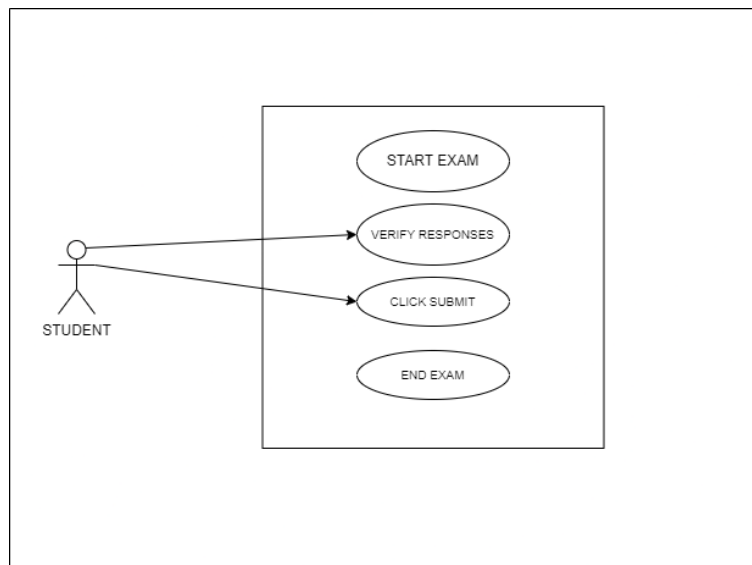 START EXAM
VERIFY RESPONSES
CLICK SUBMIT
STUDENT
END EXAM